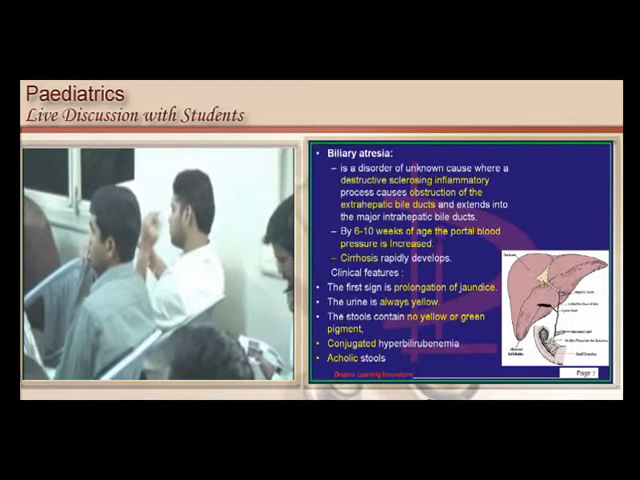 Paediatrics
Live Discussion with Students
• Biliary atresia:
– is a disorder of unknown cause where a
destructive sclerosing inflammatory
process causes obstruction of the
extrahepatic bile ducts and extends into
the major intrahepatic bile ducts.
– By 6-10 weeks of age the portal blood
pressure is Increased.
– Cirrhosis rapidly develops.
Clinical features :
• The first sign is prolongation of jaundice.
• The urine is always yellow.
• The stools contain no yellow or green
pigment,
• Conjugated hyperbilirubenemia
• Acholic stools
Learning Innovations
Page